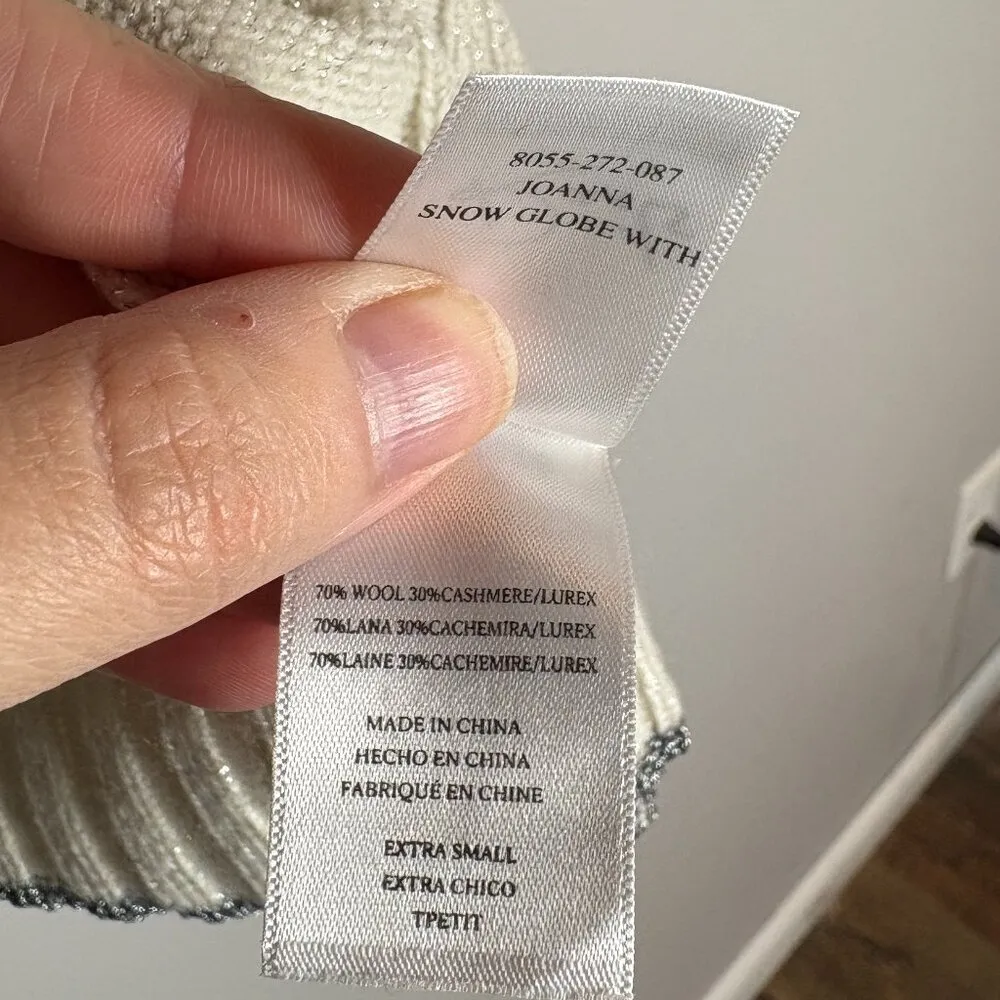 8055-272-087
JOANNA
SNOW GLOBE WITH
70% WOOL 30%CASHMERE/LUREX
70%LANA 30%CACHEMIRA/LUREX
70%LAINE 30%CACHEMIRE/LUREX
MADE IN CHINA
HECHO EN CHINA
FABRIQUÉ EN CHINE
EXTRA SMALL
EXTRA CHICO
TPETIT